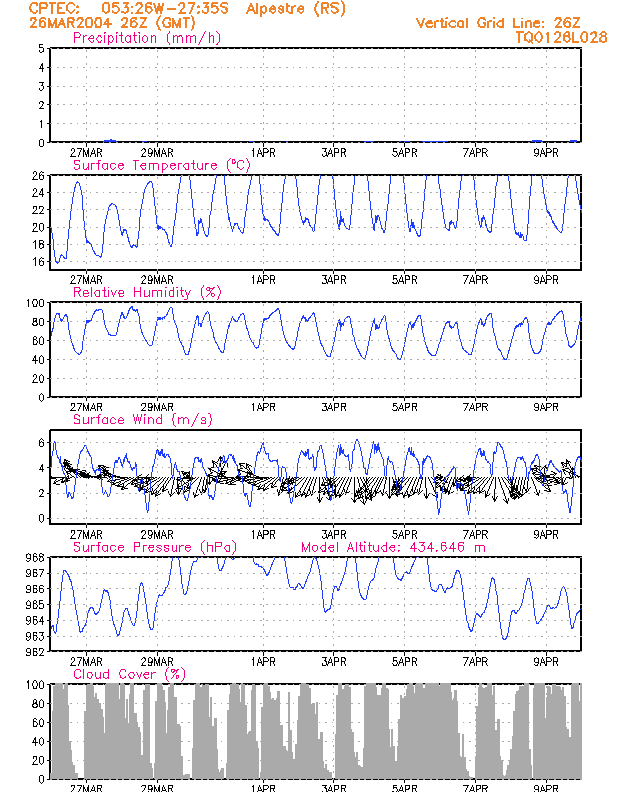 CPTEC: 053:26W-27:35S Alpestre (RS)
26MAR2004 26Z (GMT) Vertical Grid Line: 26Z
Precipitation (mm/h) TQ0126L028
5
4
3
2
1
0
27MAR 29MAR 1APR 3APR 5APR 7APR 9APR
Surface Temperature (°C)
26
24
22
20
18
16
27MAR 29MAR 1APR 3APR 5APR 7APR 9APR
Relative Humidity (%)
100
80
60
40
20
0
27MAR 29MAR 1APR 3APR 5APR 7APR 9APR
Surface Wind (m/s)
6
4
2
0
27MAR 29MAR 1APR 3APR 5APR 7APR 9APR
Surface Pressure (hPa) Model Altitude: 434.646 m
968
967
966
965
964
963
962
27MAR 29MAR 1APR 3APR 5APR 7APR 9APR
Cloud Cover (%)
100
80
60
40
20
0
27MAR 29MAR 1APR 3APR 5APR 7APR 9APR